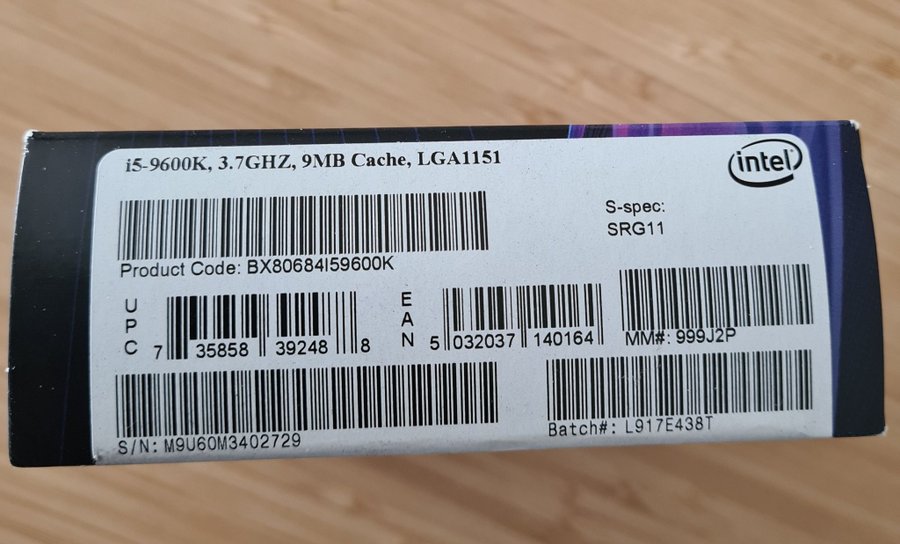 i5-9600K, 3.7GHZ, 9MB Cache, LGA1151
intel
S-spec:
SRG11
Product Code: BX80684I59600K
UPC 7 35858 39248 8
EAN 5 032037 140164
MM#: 999J2P
S/N: M9U60M3402729
Batch#: L917E438T